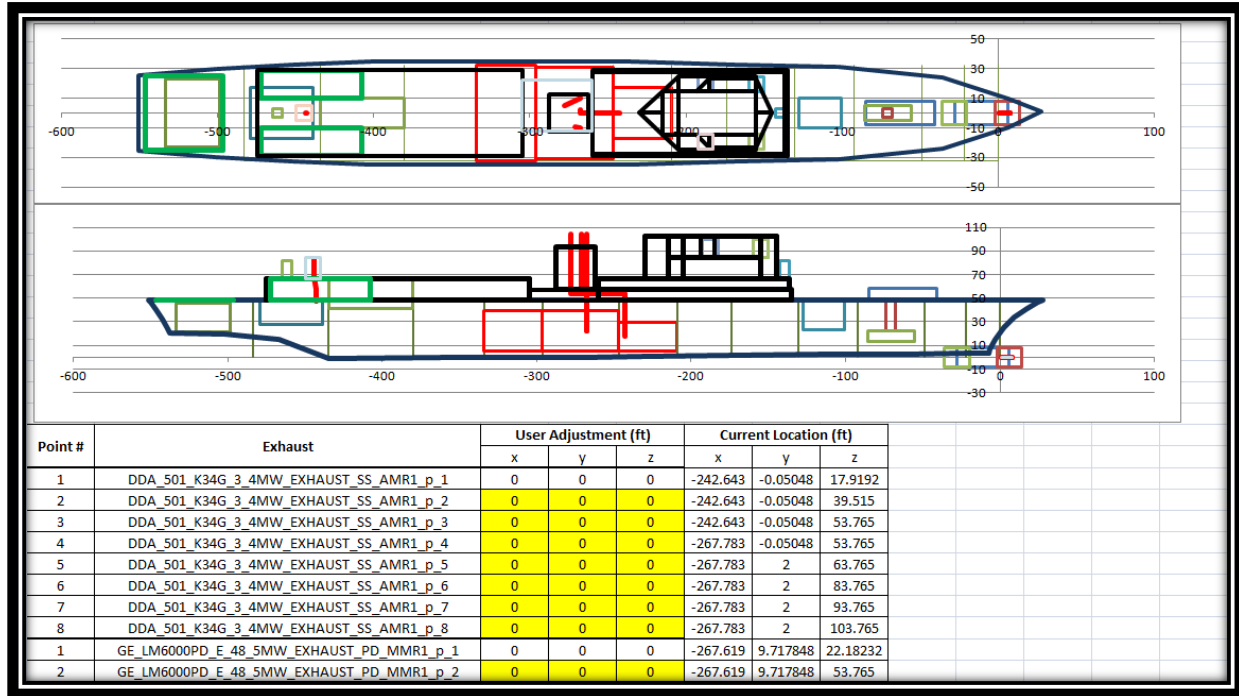 50
30
10
-600 -500 -400 -300 -200 -100 0 100
-10
-30
-50
110
90
70
50
30
10
-10
-600 -500 -400 -300 -200 -100 0 100
-30
Point # Exhaust User Adjustment (ft) Current Location (ft)
x y z x y z
1 DDA_501_K34G_3_4MW_EXHAUST_SS_AMR1_p_1 0 0 0 -242.643 -0.05048 17.9192
2 DDA_501_K34G_3_4MW_EXHAUST_SS_AMR1_p_2 0 0 0 -242.643 -0.05048 39.515
3 DDA_501_K34G_3_4MW_EXHAUST_SS_AMR1_p_3 0 0 0 -242.643 -0.05048 53.765
4 DDA_501_K34G_3_4MW_EXHAUST_SS_AMR1_p_4 0 0 0 -267.783 -0.05048 53.765
5 DDA_501_K34G_3_4MW_EXHAUST_SS_AMR1_p_5 0 0 0 -267.783 2 63.765
6 DDA_501_K34G_3_4MW_EXHAUST_SS_AMR1_p_6 0 0 0 -267.783 2 83.765
7 DDA_501_K34G_3_4MW_EXHAUST_SS_AMR1_p_7 0 0 0 -267.783 2 93.765
8 DDA_501_K34G_3_4MW_EXHAUST_SS_AMR1_p_8 0 0 0 -267.783 2 103.765
1 GE_LM6000PD_E_48_5MW_EXHAUST_PD_MMR1_p_1 0 0 0 -267.619 9.717848 22.18232
2 GE_LM6000PD_E_48_5MW_EXHAUST_PD_MMR1_p_2 0 0 0 -267.619 9.717848 53.765